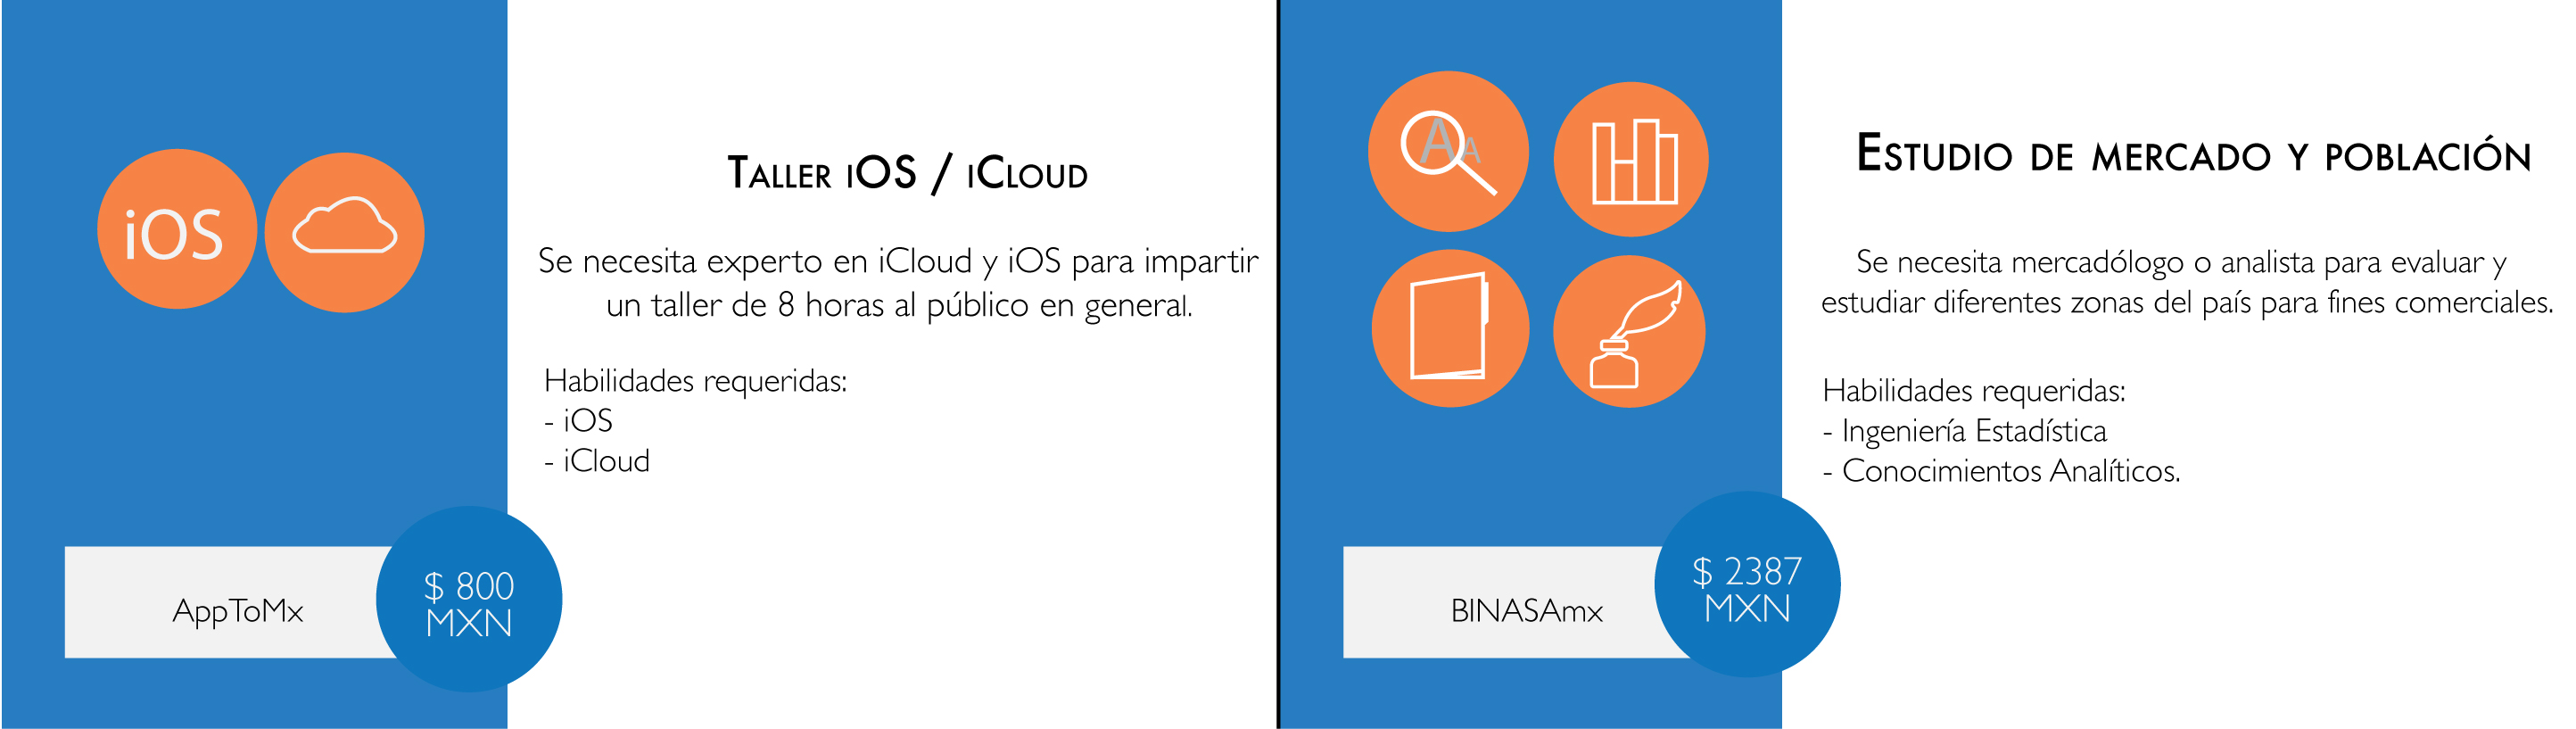 iOS
Taller iOS / iCloud
Se necesita experto en iCloud y iOS para impartir
un taller de 8 horas al público en general.
Habilidades requeridas:
- iOS
- iCloud
AppToMx
$ 800
MXN
A A
Estudio de mercado y población
Se necesita mercadólogo o analista para evaluar y
estudiar diferentes zonas del país para fines comerciales.
Habilidades requeridas:
- Ingeniería Estadística
- Conocimientos Analíticos.
BINASAmx
$ 2387
MXN